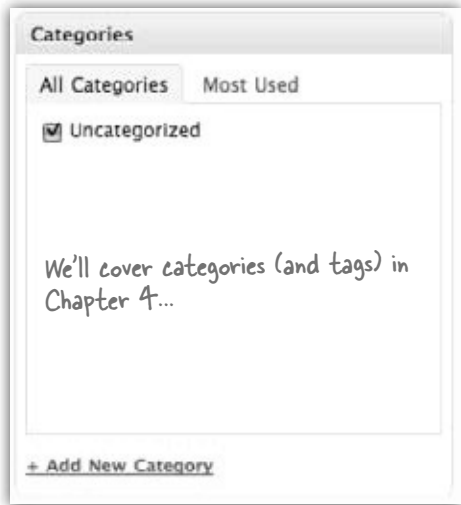 Categories
All Categories Most Used
Uncategorized
We'll cover categories (and tags) in
Chapter 4...
+ Add New Category